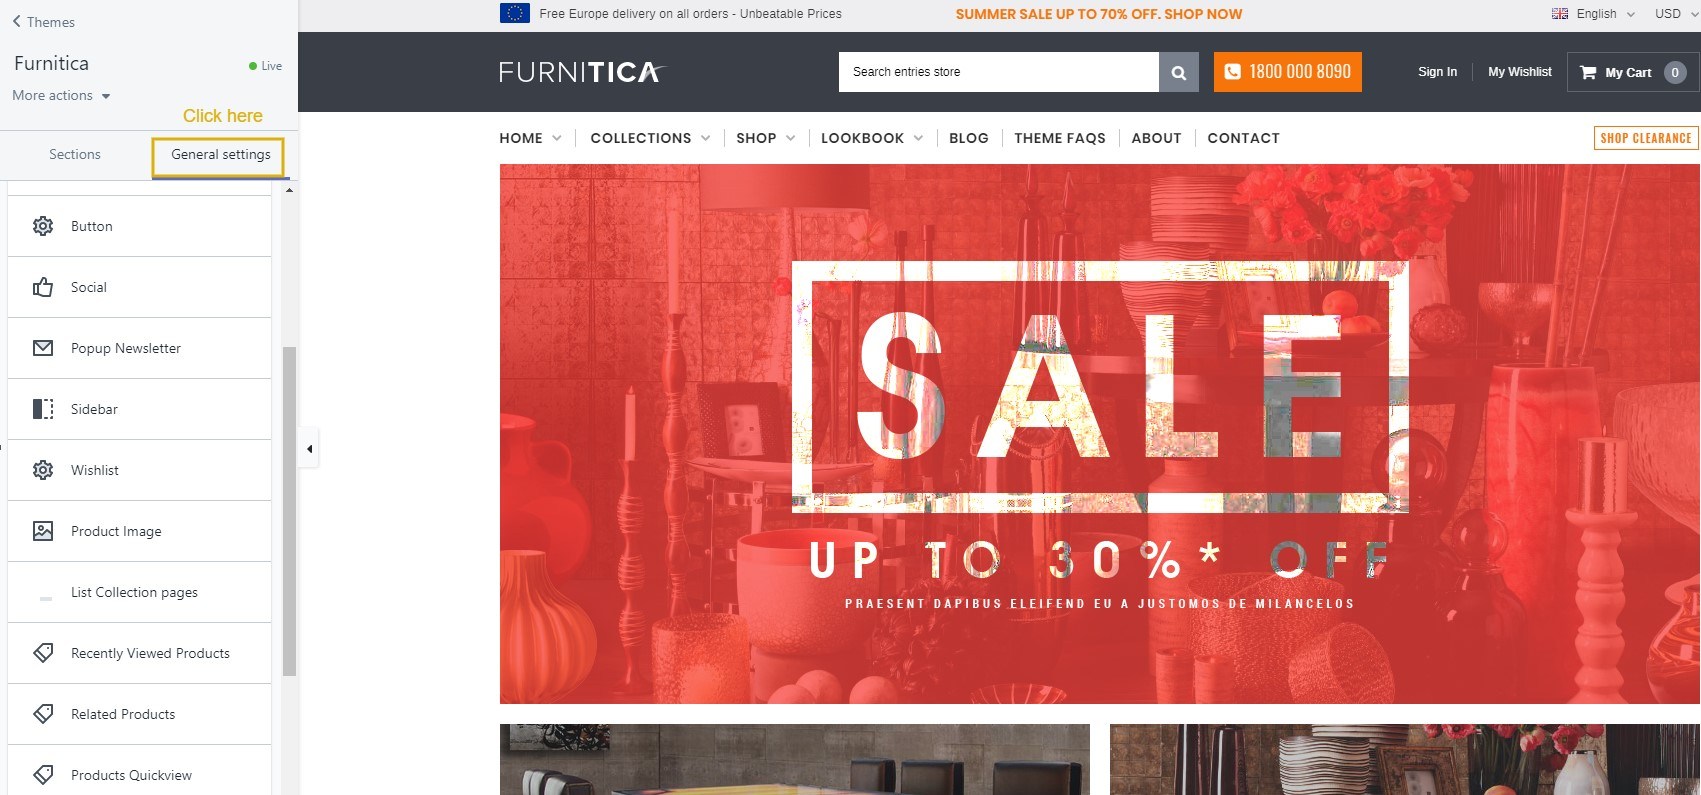 Themes
Furnitica
Live
More actions
Click here
Sections
General settings
Button
Social
Popup Newsletter
Sidebar
Wishlist
Product Image
List Collection pages
Recently Viewed Products
Related Products
Products Quickview
Free Europe delivery on all orders - Unbeatable Prices
SUMMER SALE UP TO 70% OFF. SHOP NOW
English
USD
FURNITICA
Search entries store
1800 000 8090
Sign In
My Wishlist
My Cart 0
HOME
COLLECTIONS
SHOP
LOOKBOOK
BLOG
THEME FAQS
ABOUT
CONTACT
SHOP CLEARANCE
SALE
UP TO 30%* OFF
PRAESENT DAPIBUS ELEIFEND EU A JUSTOMOS DE MILANCELOS